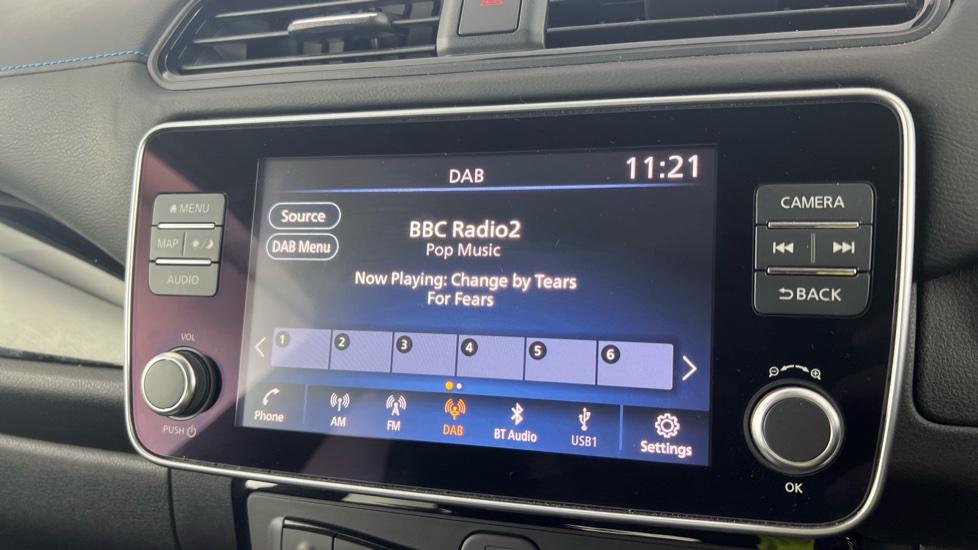 DAB
11:21
Source
DAB Menu
BBC Radio2
Pop Music
Now Playing: Change by Tears
For Fears
1 2 3 4 5 6
Phone
AM
FM
DAB
BT Audio
USB1
Settings
MENU
MAP
AUDIO
VOL
PUSH
CAMERA
BACK
OK